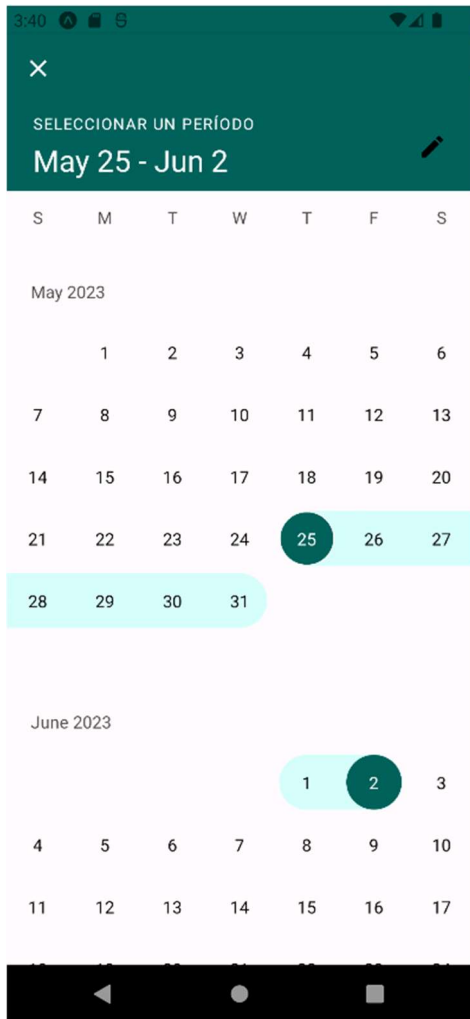 3:40
SELECCIONAR UN PERÍODO
May 25 - Jun 2
S M T W T F S
May 2023
1 2 3 4 5 6
7 8 9 10 11 12 13
14 15 16 17 18 19 20
21 22 23 24 25 26 27
28 29 30 31
June 2023
1 2 3
4 5 6 7 8 9 10
11 12 13 14 15 16 17